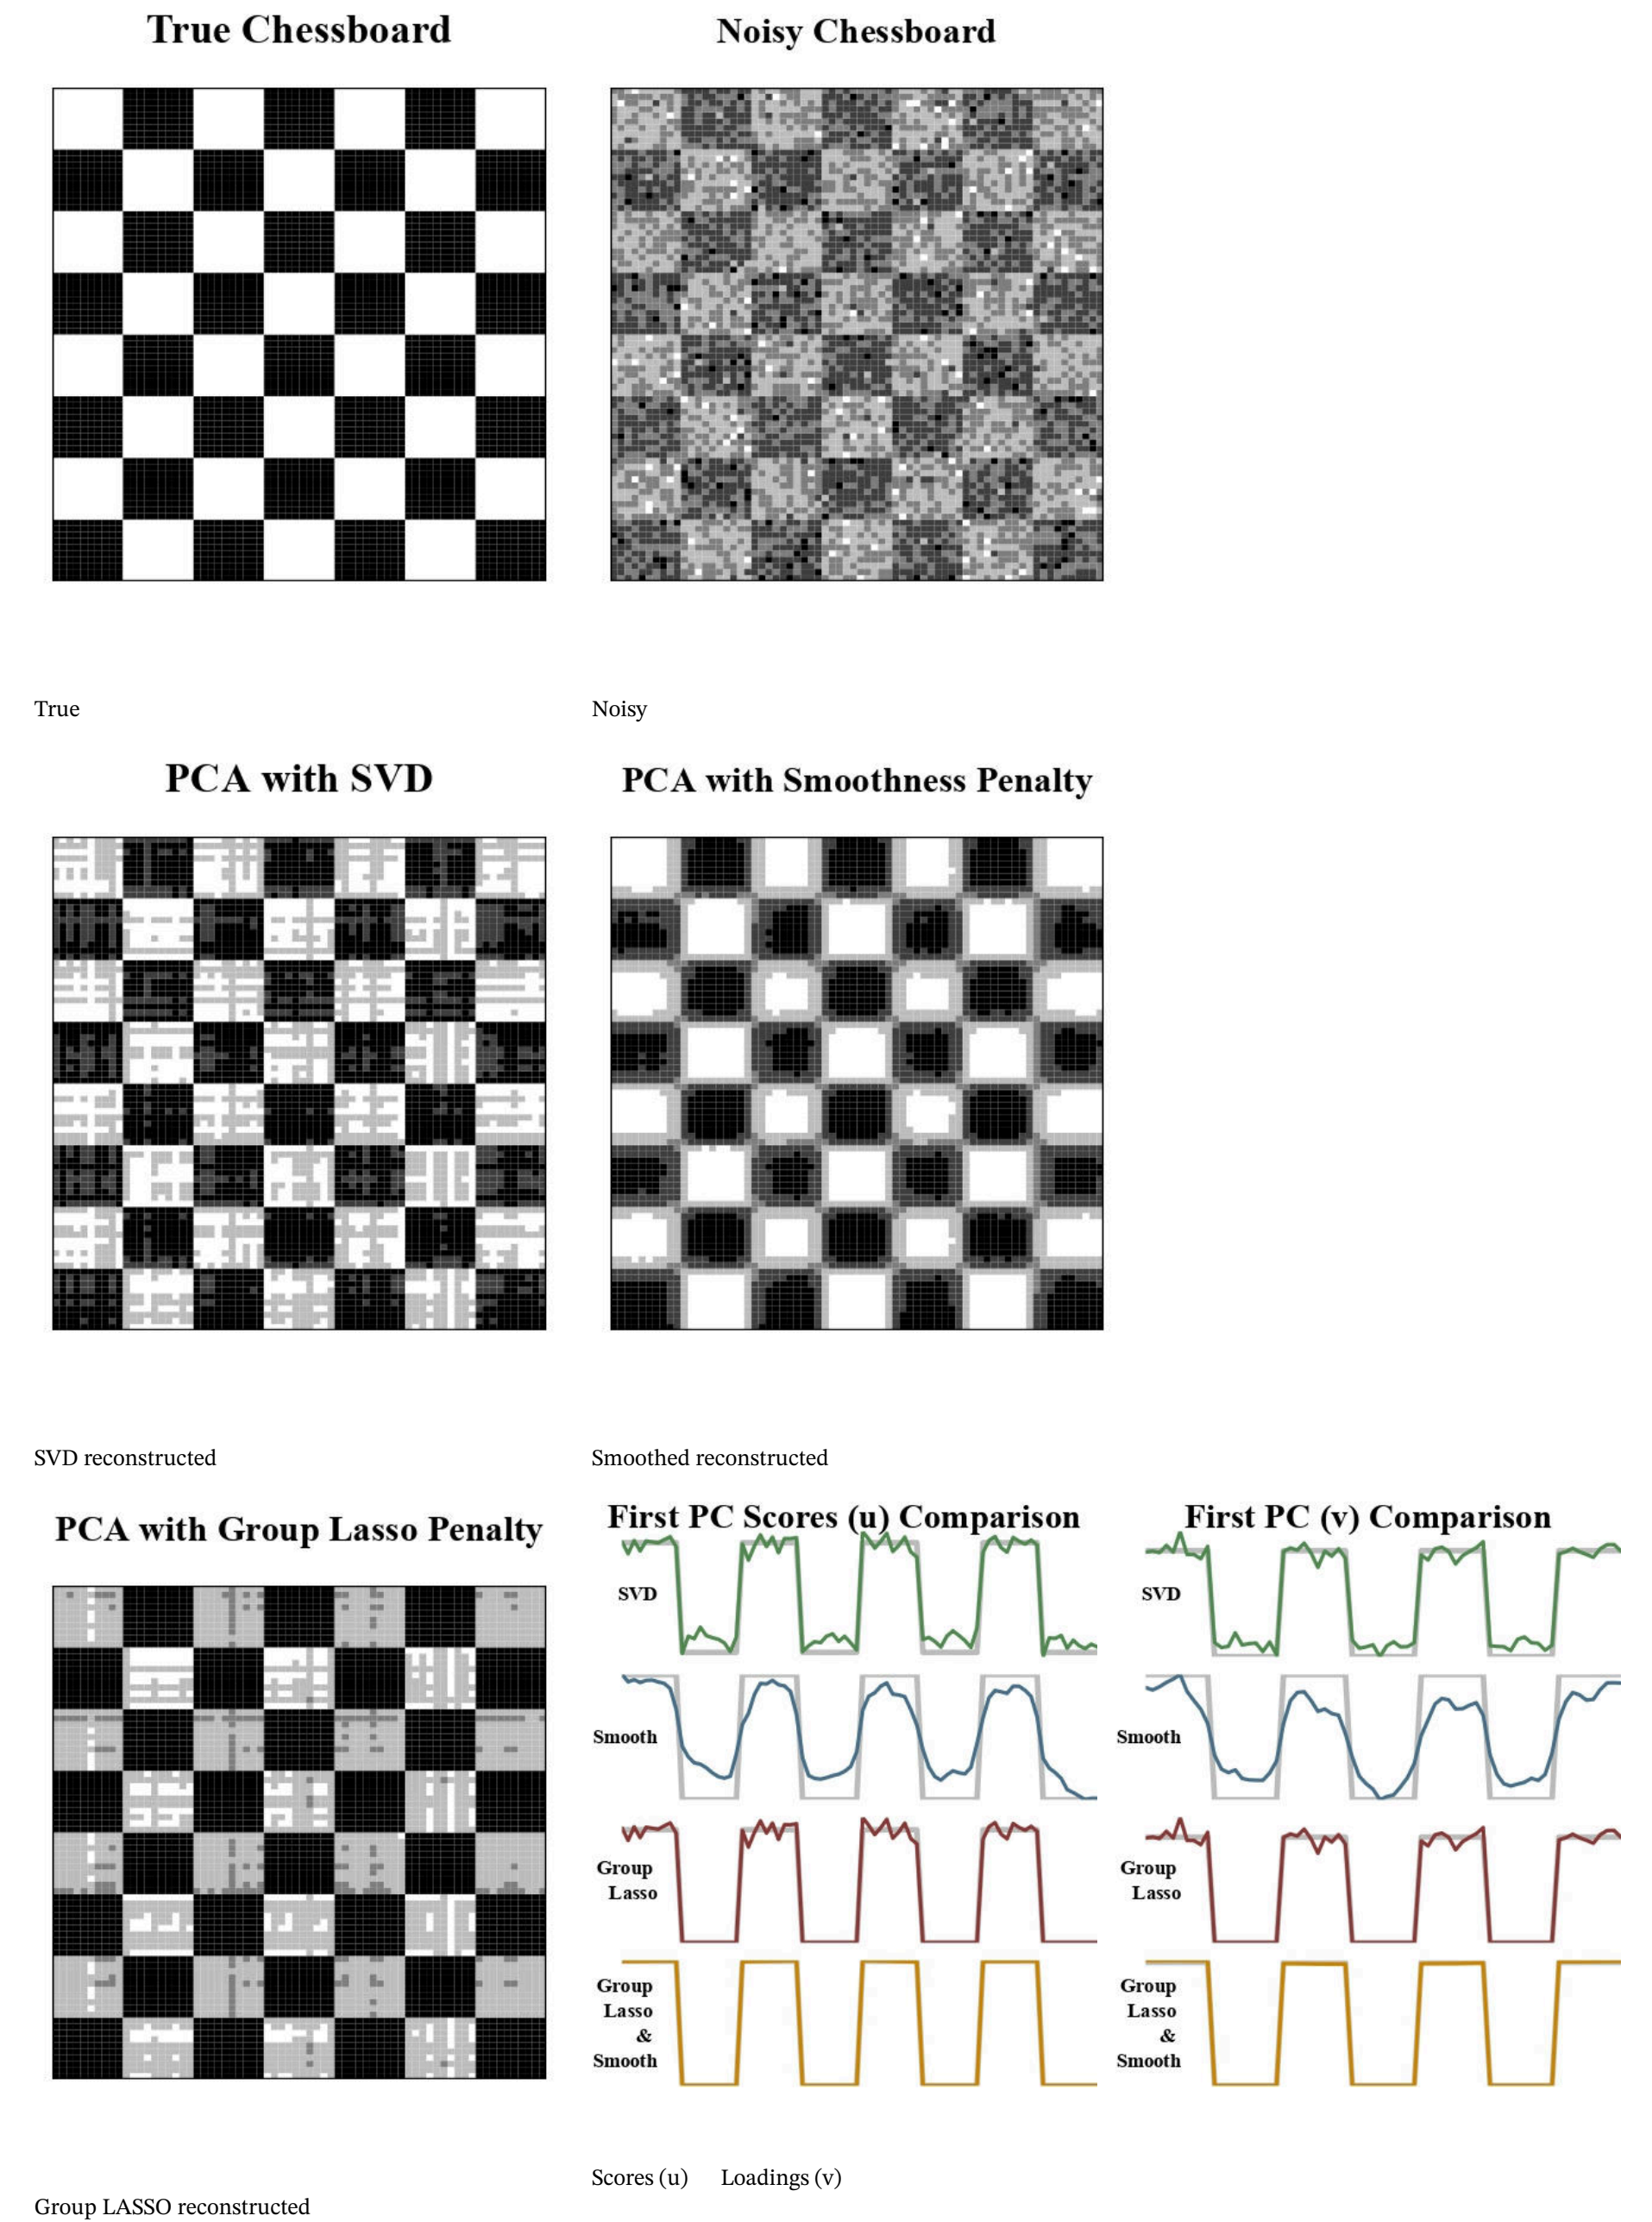 True Chessboard
Noisy Chessboard
True
Noisy
PCA with SVD
PCA with Smoothness Penalty
SVD reconstructed
Smoothed reconstructed
PCA with Group Lasso Penalty
First PC Scores (u) Comparison
SVD
Smooth
Group
Lasso
Group
Lasso
&
Smooth
First PC (v) Comparison
SVD
Smooth
Group
Lasso
Group
Lasso
&
Smooth
Scores (u)
Loadings (v)
Group LASSO reconstructed